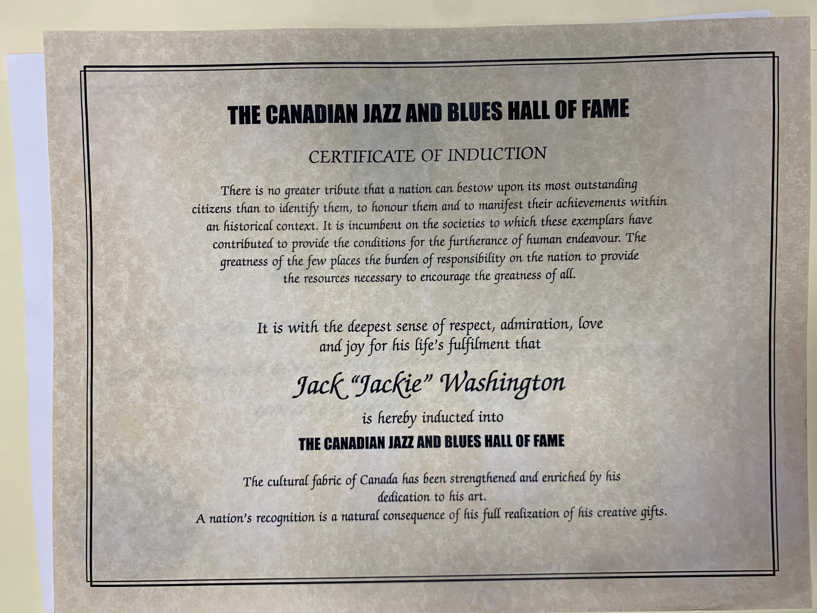 THE CANADIAN JAZZ AND BLUES HALL OF FAME
CERTIFICATE OF INDUCTION
There is no greater tribute that a nation can bestow upon its most outstanding
citizens than to identify them, to honour them and to manifest their achievements within
an historical context. It is incumbent on the societies to which these exemplars have
contributed to provide the conditions for the furtherance of human endeavour. The
greatness of the few places the burden of responsibility on the nation to provide
the resources necessary to encourage the greatness of all.
It is with the deepest sense of respect, admiration, love
and joy for his life's fulfilment that
Jack "Jackie" Washington
is hereby inducted into
THE CANADIAN JAZZ AND BLUES HALL OF FAME
The cultural fabric of Canada has been strengthened and enriched by his
dedication to his art.
A nation's recognition is a natural consequence of his full realization of his creative gifts.